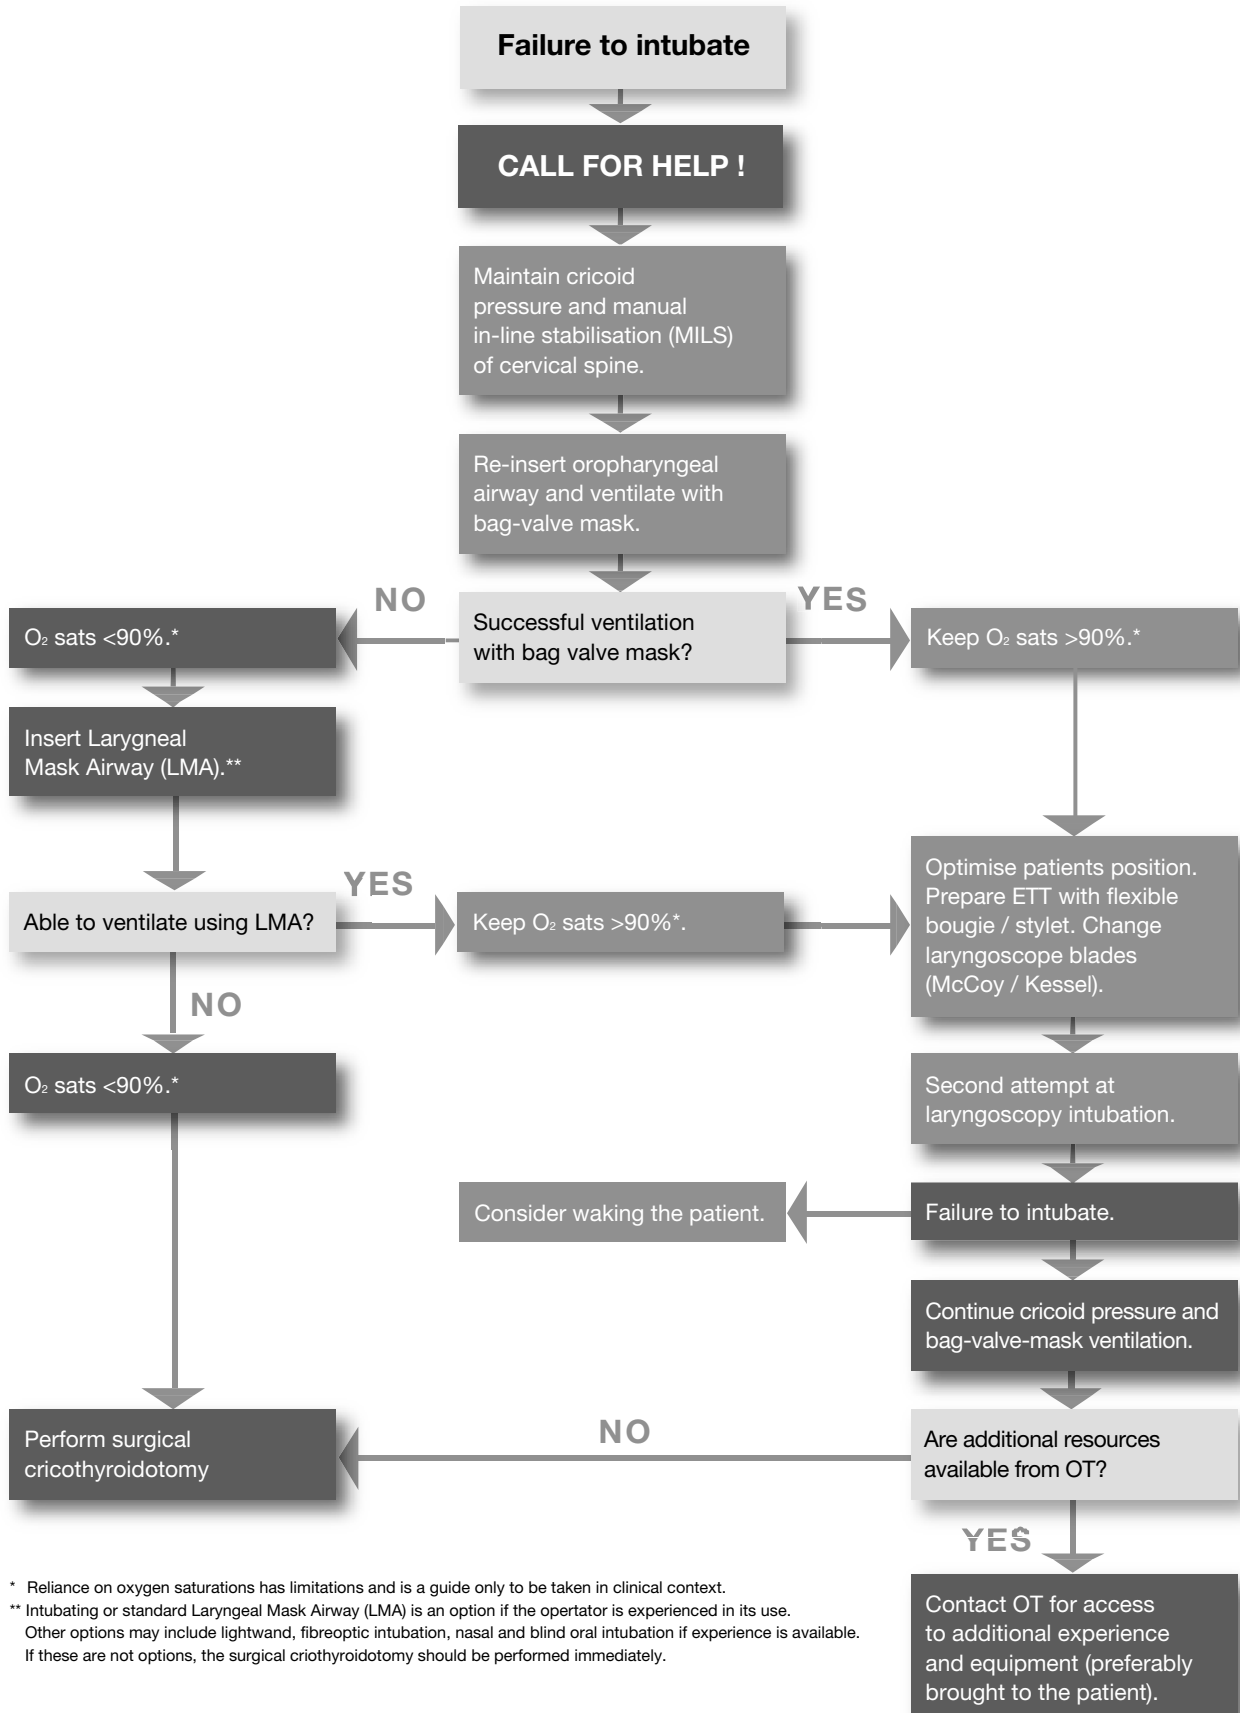 Failure to intubate
CALL FOR HELP !
Maintain cricoid
pressure and manual
in-line stabilisation (MILS)
of cervical spine.
Re-insert oropharyngeal
airway and ventilate with
bag-valve mask.
NO
YES
O₂ sats <90%.*
Successful ventilation
with bag valve mask?
Keep O₂ sats >90%.*
Insert Larygneal
Mask Airway (LMA).**
Able to ventilate using LMA?
YES
Keep O₂ sats >90%*.
Optimise patients position.
Prepare ETT with flexible
bougie / stylet. Change
laryngoscope blades
(McCoy / Kessel).
NO
O₂ sats <90%.*
Second attempt at
laryngoscopy intubation.
Consider waking the patient.
Failure to intubate.
Continue cricoid pressure and
bag-valve-mask ventilation.
Perform surgical
cricothyroidotomy
NO
Are additional resources
available from OT?
YES
Contact OT for access
to additional experience
and equipment (preferably
brought to the patient).
* Reliance on oxygen saturations has limitations and is a guide only to be taken in clinical context.
** Intubating or standard Laryngeal Mask Airway (LMA) is an option if the opertator is experienced in its use.
Other options may include lightwand, fibreoptic intubation, nasal and blind oral intubation if experience is available.
If these are not options, the surgical criothyroidotomy should be performed immediately.